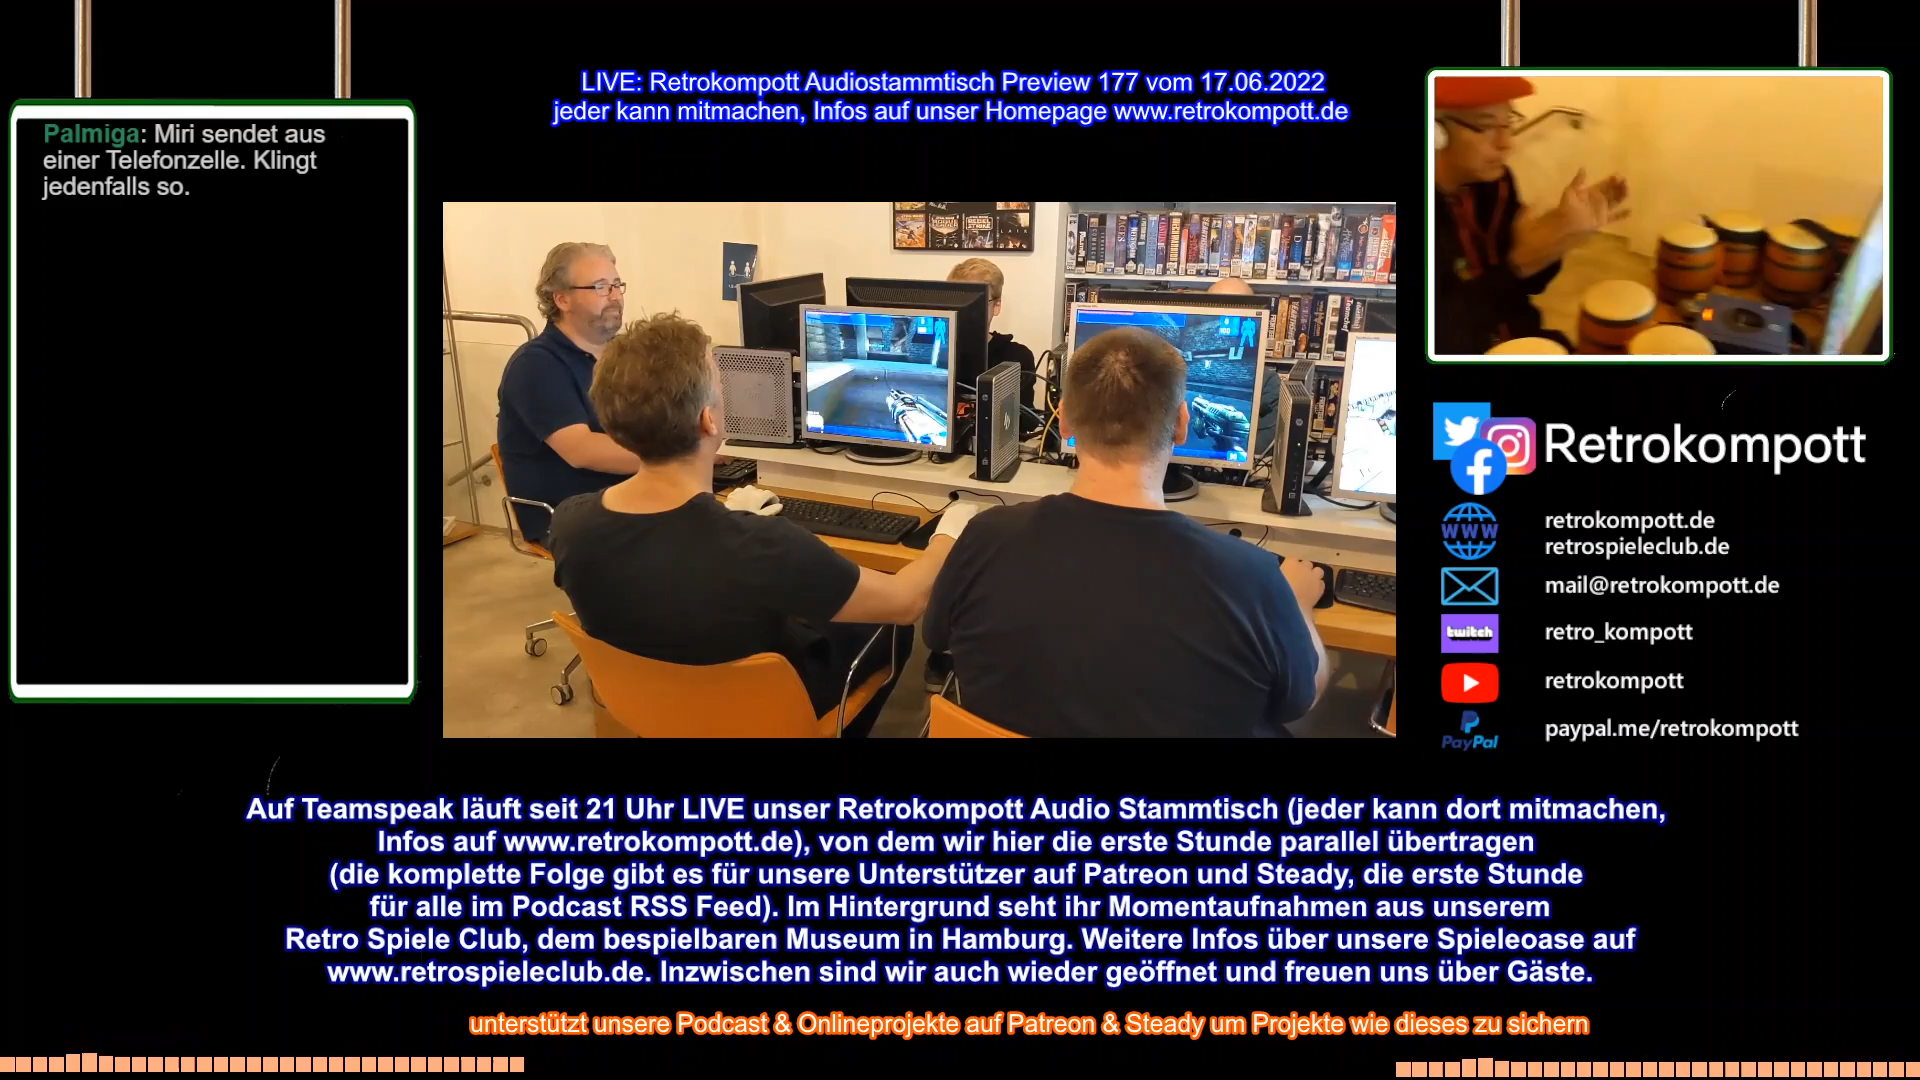 LIVE: Retrokompott Audiostammtisch Preview 177 vom 17.06.2022
jeder kann mitmachen, Infos auf unser Homepage www.retrokompott.de
Palmiga: Miri sendet aus
einer Telefonzelle. Klingt
jedenfalls so.
Retrokompott
www
retrokompott.de
retrospieleclub.de
mail@retrokompott.de
twitch
retro_kompott
retrokompott
PayPal
paypal.me/retrokompott
Auf Teamspeak läuft seit 21 Uhr LIVE unser Retrokompott Audio Stammtisch (jeder kann dort mitmachen,
Infos auf www.retrokompott.de), von dem wir hier die erste Stunde parallel übertragen
(die komplette Folge gibt es für unsere Unterstützer auf Patreon und Steady, die erste Stunde
für alle im Podcast RSS Feed). Im Hintergrund seht ihr Momentaufnahmen aus unserem
Retro Spiele Club, dem bespielbaren Museum in Hamburg. Weitere Infos über unsere Spieleoase auf
www.retrospieleclub.de. Inzwischen sind wir auch wieder geöffnet und freuen uns über Gäste.
unterstützt unsere Podcast & Onlineprojekte auf Patreon & Steady um Projekte wie dieses zu sichern